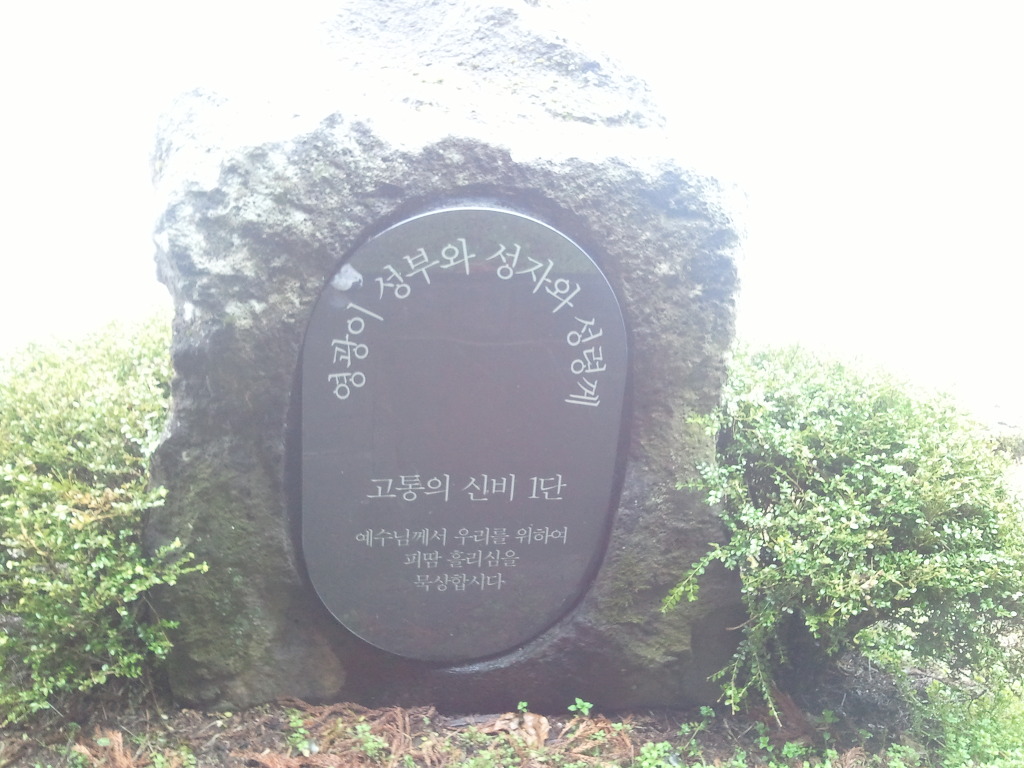 영광이 성부와 성자와 성령께
고통의 신비 1단
예수님께서 우리를 위하여
피땀 흘리심을
묵상합시다